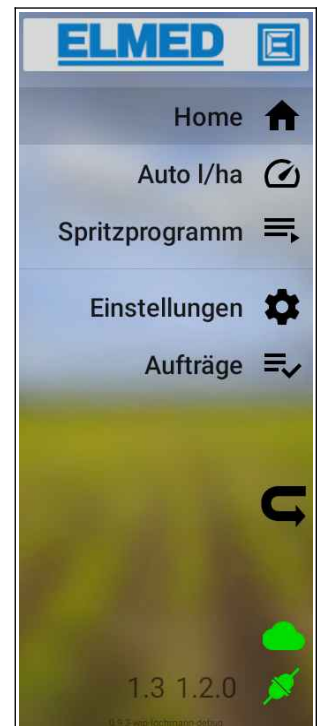 ELMED
Home
Auto l/ha
Spritzprogramm
Einstellungen
Aufträge
1.3 1.2.0